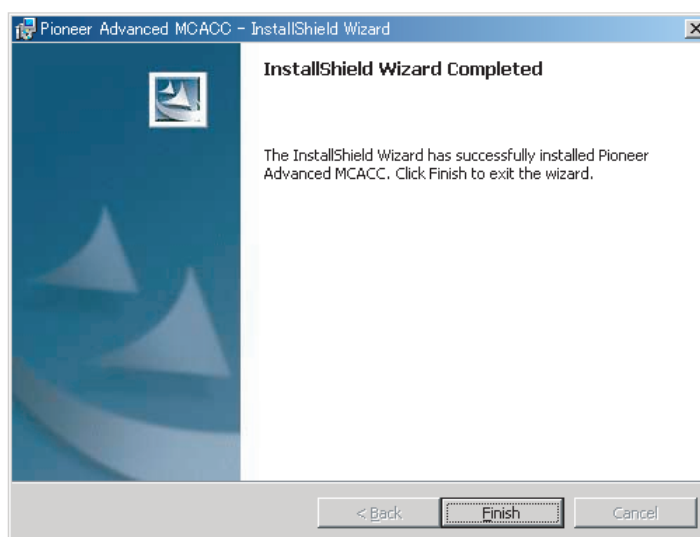 Pioneer Advanced MCACC - InstallShield Wizard
InstallShield Wizard Completed
The InstallShield Wizard has successfully installed Pioneer
Advanced MCACC. Click Finish to exit the wizard.
< Back
Finish
Cancel